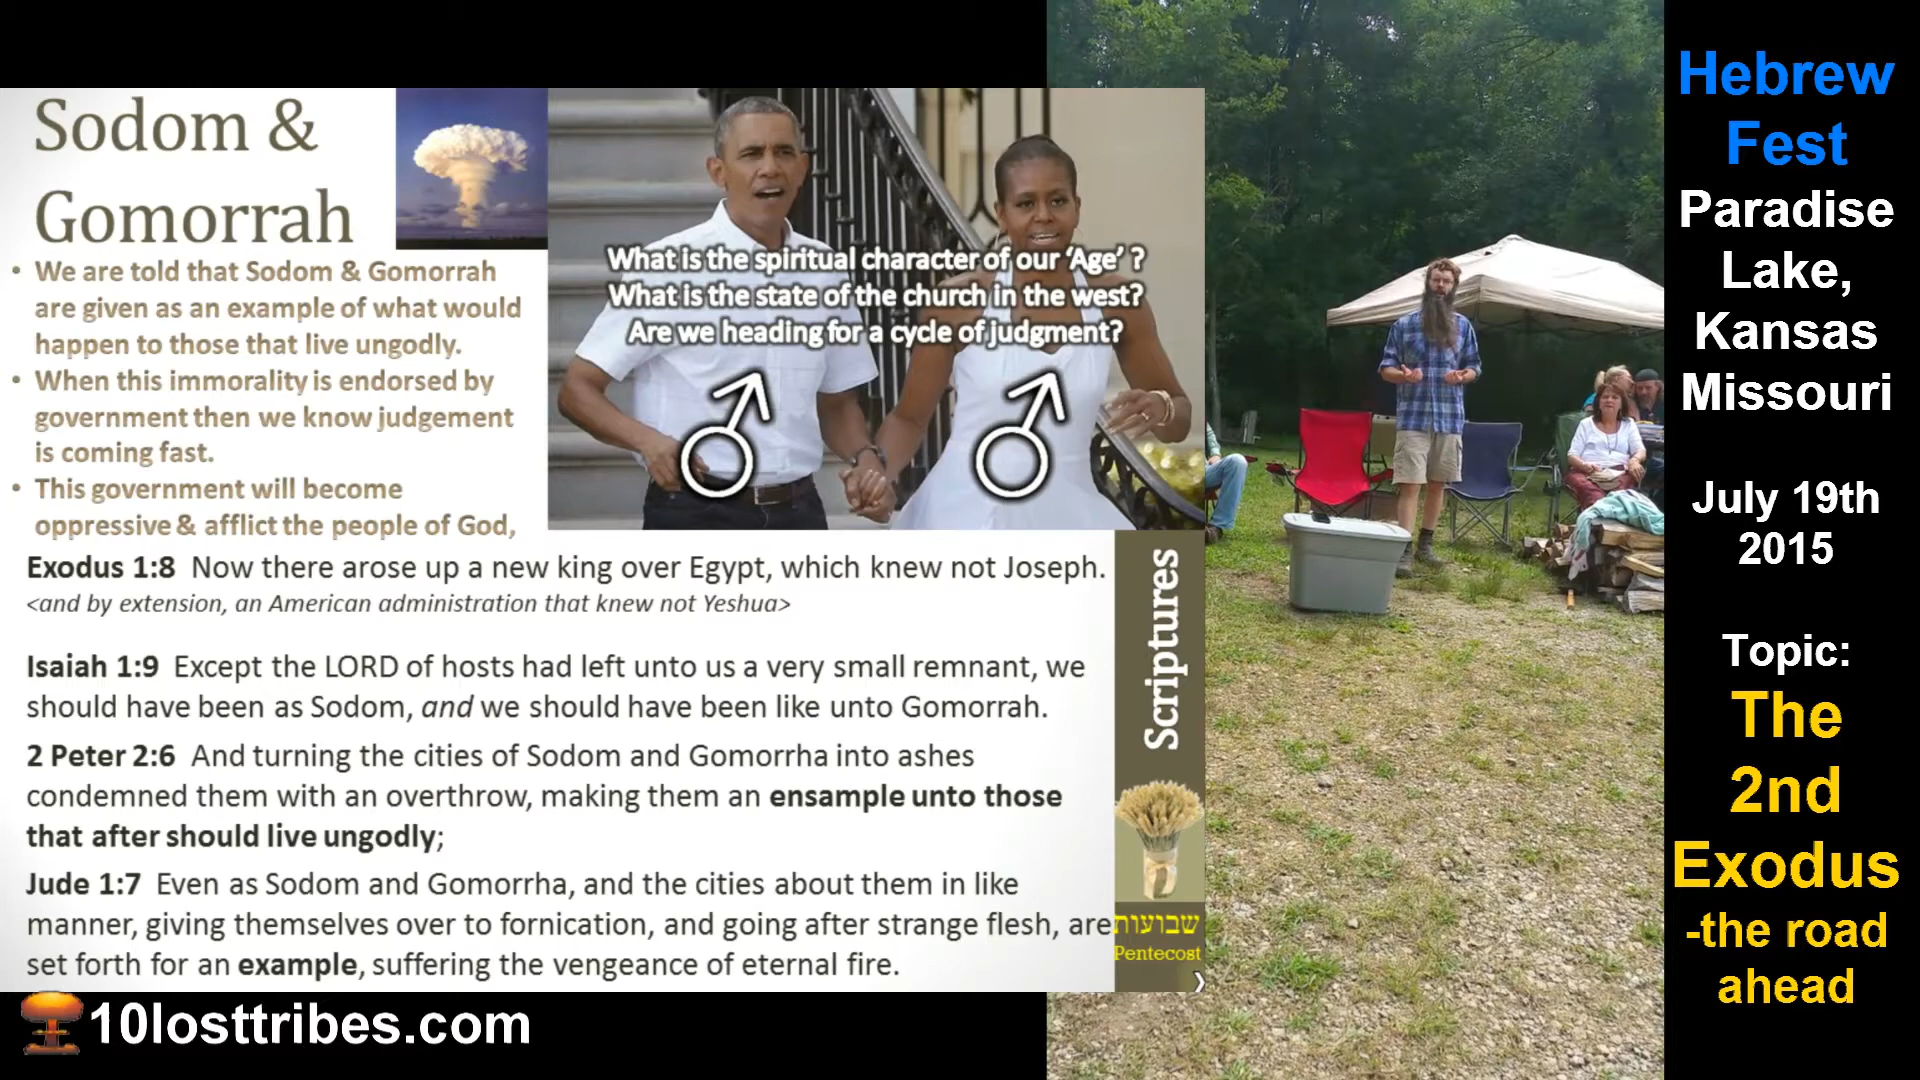 Sodom &
Gomorrah
• We are told that Sodom & Gomorrah
are given as an example of what would
happen to those that live ungodly.
• When this immorality is endorsed by
government then we know judgement
is coming fast.
• This government will become
oppressive & afflict the people of God,
What is the spiritual character of our ‘Age’ ?
What is the state of the church in the west?
Are we heading for a cycle of judgment?
Exodus 1:8 Now there arose up a new king over Egypt, which knew not Joseph.
<and by extension, an American administration that knew not Yeshua>
Isaiah 1:9 Except the LORD of hosts had left unto us a very small remnant, we
should have been as Sodom, and we should have been like unto Gomorrah.
2 Peter 2:6 And turning the cities of Sodom and Gomorrha into ashes
condemned them with an overthrow, making them an ensample unto those
that after should live ungodly;
Jude 1:7 Even as Sodom and Gomorrha, and the cities about them in like
manner, giving themselves over to fornication, and going after strange flesh, are
set forth for an example, suffering the vengeance of eternal fire.
Scriptures
שבועות
Pentecost
10losttribes.com
Hebrew
Fest
Paradise
Lake,
Kansas
Missouri
July 19th
2015
Topic:
The
2nd
Exodus
-the road
ahead